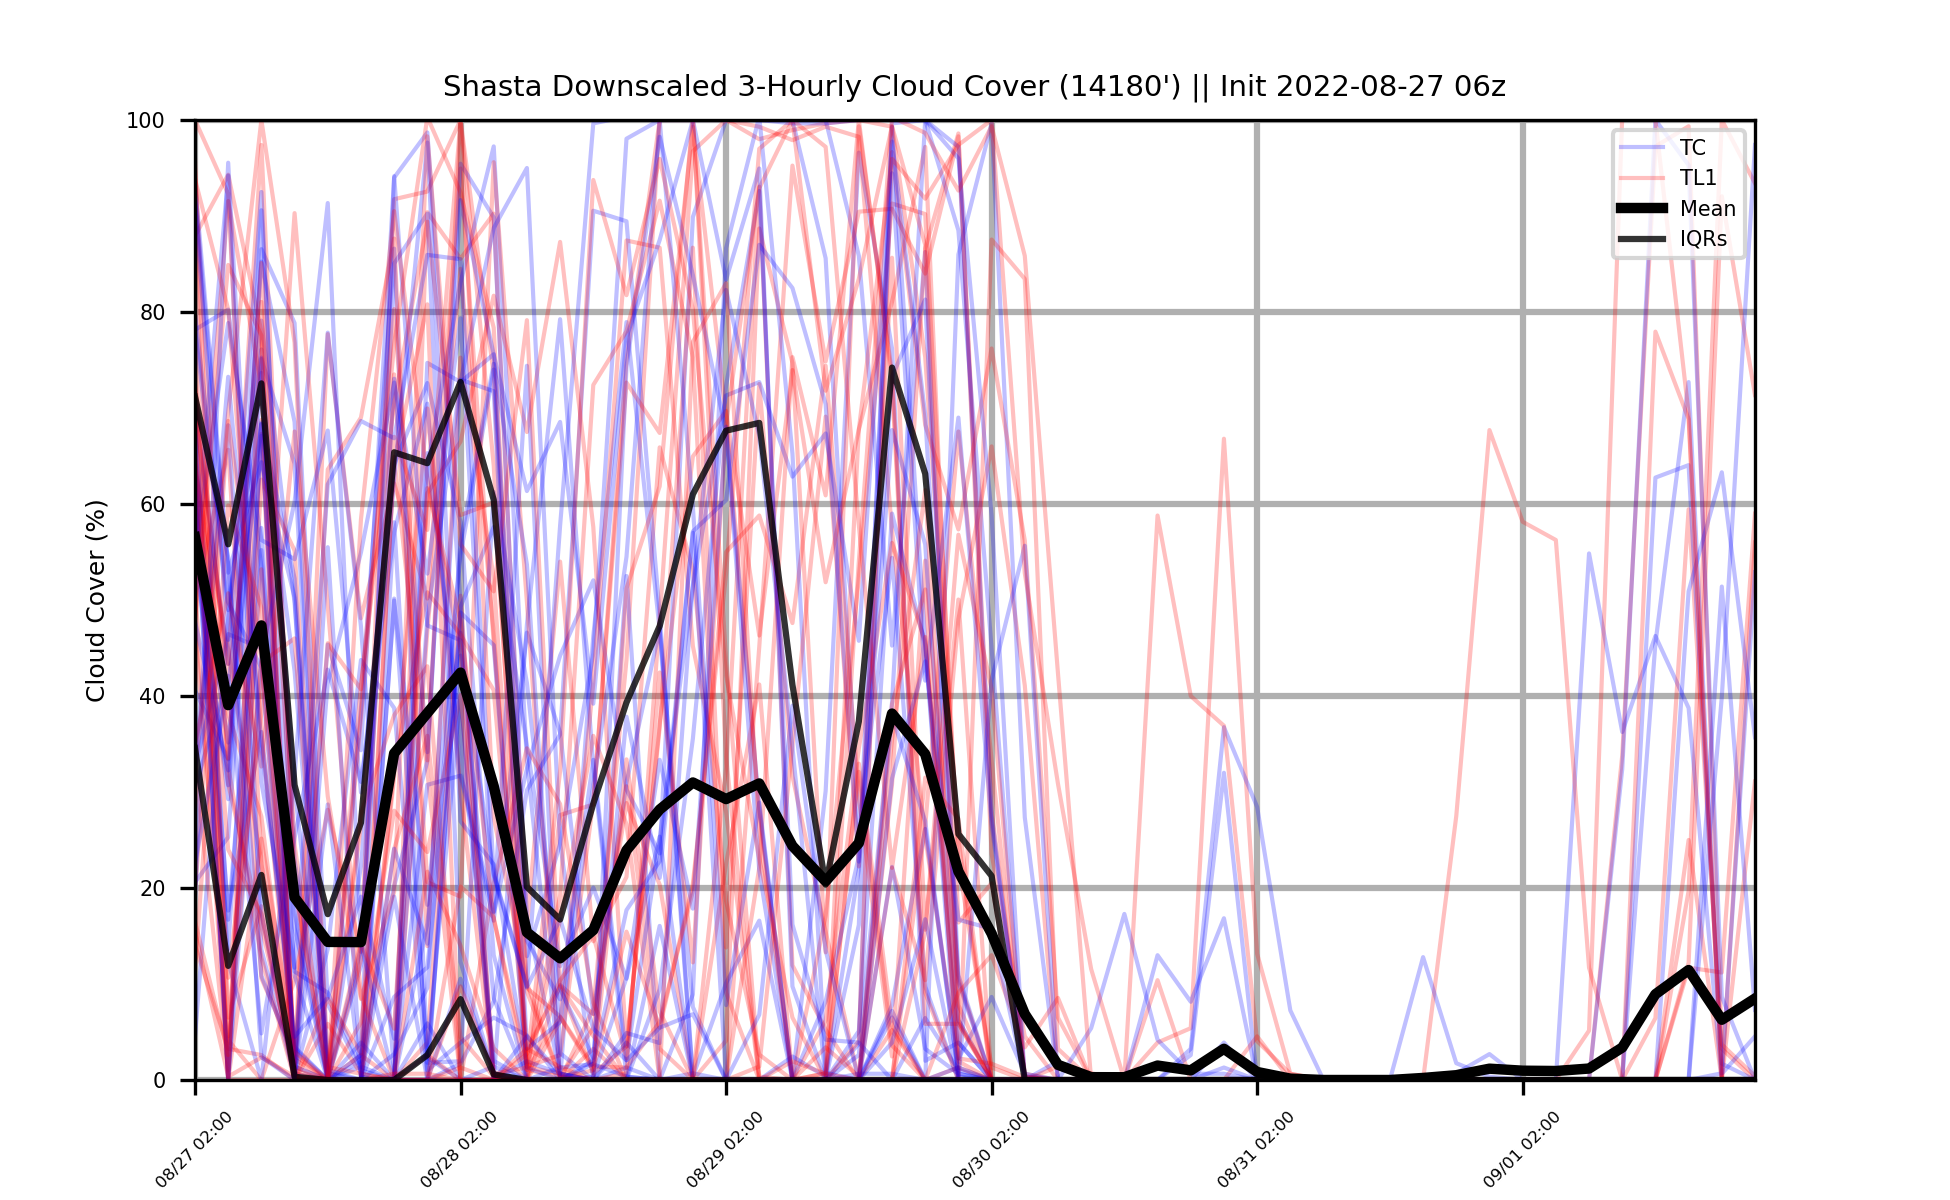 Shasta Downscaled 3-Hourly Cloud Cover (14180') || Init 2022-08-27 06z
Cloud Cover (%)
100
80
60
40
20
0
TC
TL1
Mean
IQRs
08/27 02:00
08/28 02:00
08/29 02:00
08/30 02:00
08/31 02:00
09/01 02:00